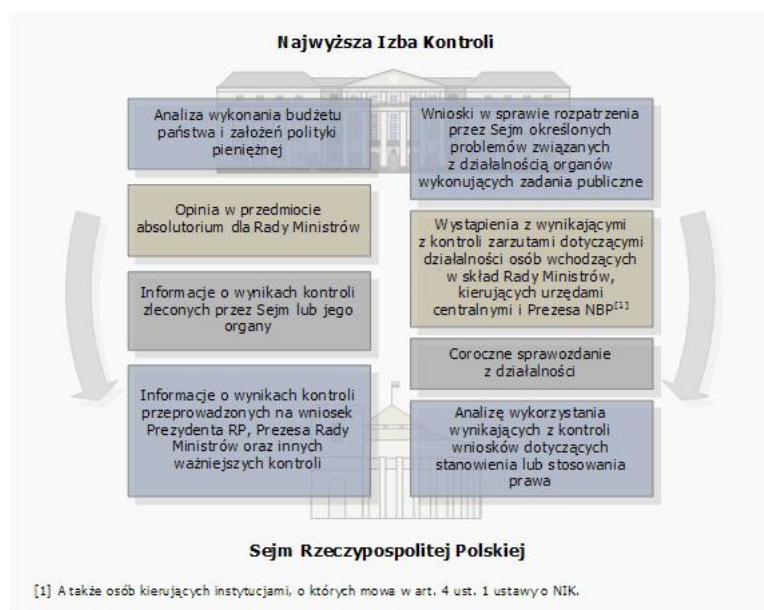 Najwyższa Izba Kontroli
Analiza wykonania budżetu
państwa i założeń polityki
pieniężnej
Opinia w przedmiocie
absolutorium dla Rady Ministrów
Informacje o wynikach kontroli
zleconych przez Sejm lub jego
organy
Informacje o wynikach kontroli
przeprowadzonych na wniosek
Prezydenta RP, Prezesa Rady
Ministrów oraz innych
ważniejszych kontroli
Wnioski w sprawie rozpatrzenia
przez Sejm określonych
problemów związanych
z działalnością organów
wykonujących zadania publiczne
Wystąpienia z wynikającymi
z kontroli zarzutami dotyczącymi
działalności osób wchodzących
w skład Rady Ministrów,
kierujących urzędami
centralnymi i Prezesa NBP[1]
Coroczne sprawozdanie
z działalności
Analizę wykorzystania
wynikających z kontroli
wniosków dotyczących
stanowienia lub stosowania
prawa
Sejm Rzeczypospolitej Polskiej
[1] A także osób kierujących instytucjami, o których mowa w art. 4 ust. 1 ustawy o NIK.